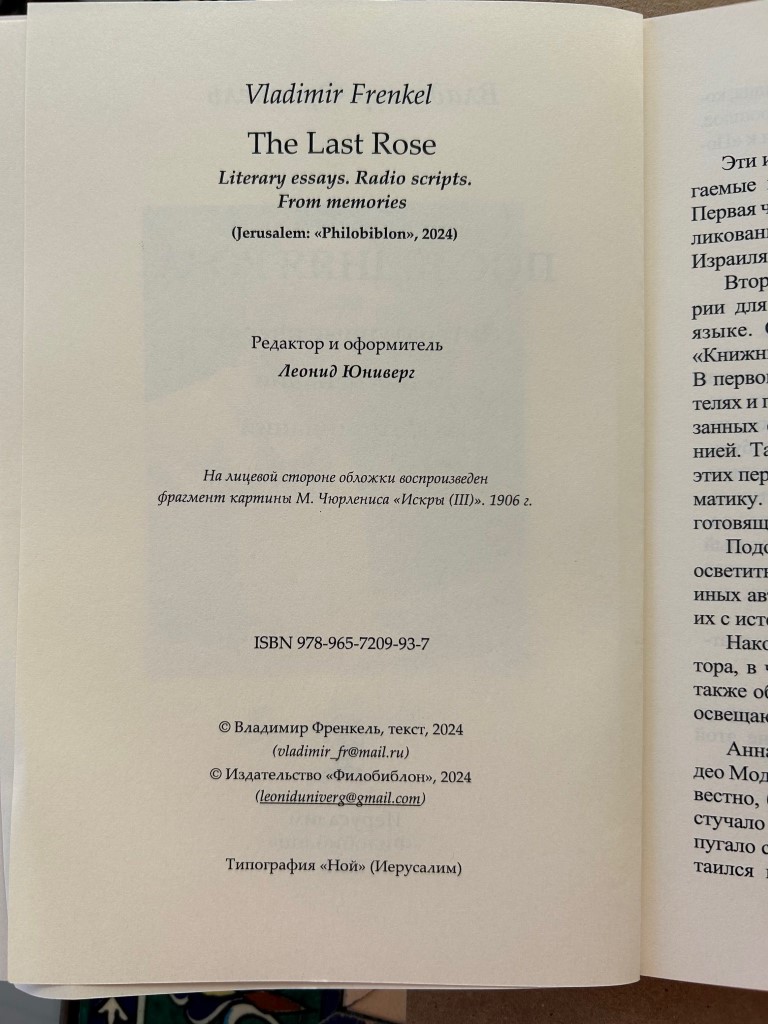 Vladimir Frenkel
The Last Rose
Literary essays. Radio scripts.
From memories
(Jerusalem: «Philobiblon», 2024)
Редактор и оформитель
Леонид Юниверг
На лицевой стороне обложки воспроизведен
фрагмент картины М. Чюрлениса «Искры (III)». 1906 г.
ISBN 978-965-7209-93-7
© Владимир Френкель, текст, 2024
(vladimir_fr@mail.ru)
© Издательство «Филобиблон», 2024
(leoniduniverg@gmail.com)
Типография «Ной» (Иерусалим)
Эти
гаемые
Первая
ликован
Израиля
Втор
рии для
языке.
«Книжн
В перво
телях и
занных
нией. Та
этих пер
матику.
готовящ
Подо
осветит
иных ав
их с ист
Нако
тора, в
также об
освещаю
Анна
део Мод
вестно,
стучало
пугало с
таился